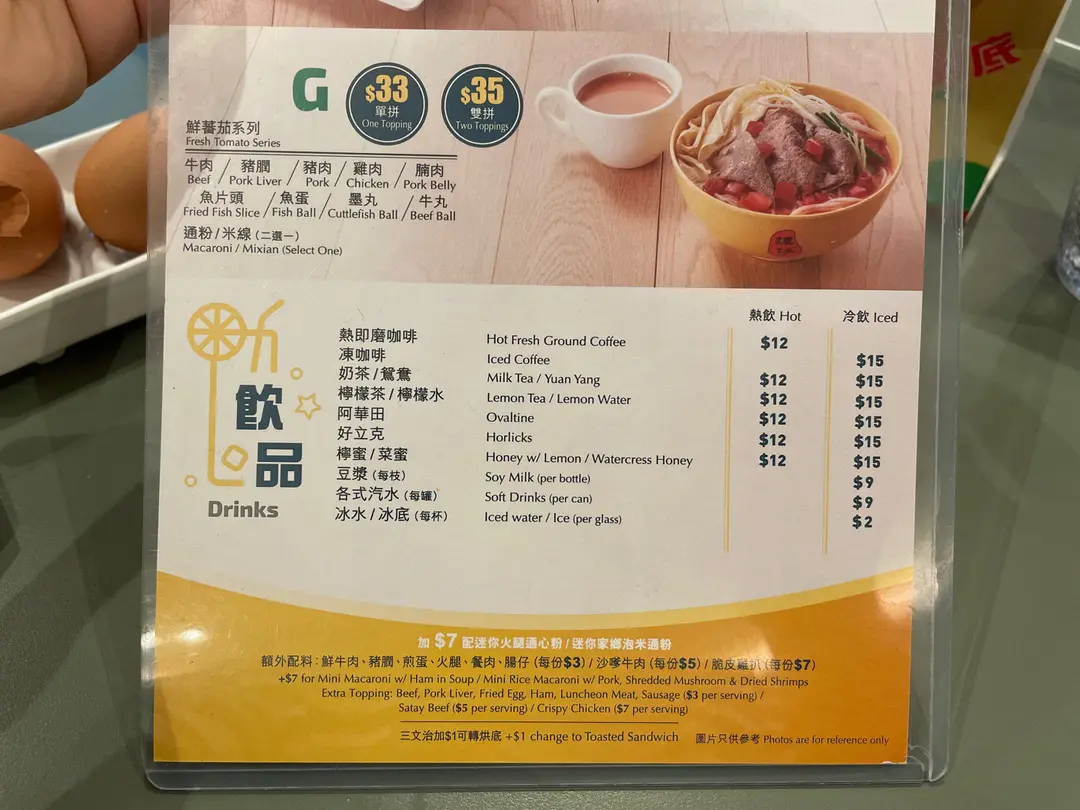 G
$33
單拼
One Topping
$35
雙拼
Two Toppings
鮮蕃茄系列
Fresh Tomato Series
牛肉 / 豬膶 / 豬肉 / 雞肉 / 腩肉
Beef / Pork Liver / Pork / Chicken / Pork Belly
魚片頭 / 魚蛋 / 墨丸 / 牛丸
Fried Fish Slice / Fish Ball / Cuttlefish Ball / Beef Ball
通粉 / 米線 (二選一)
Macaroni / Mixian (Select One)
底
飲品
Drinks
熱飲 Hot 冷飲 Iced
熱即磨咖啡 Hot Fresh Ground Coffee $12
凍咖啡 Iced Coffee $15
奶茶 / 鴛鴦 Milk Tea / Yuan Yang $12 $15
檸檬茶 / 檸檬水 Lemon Tea / Lemon Water $12 $15
阿華田 Ovaltine $12 $15
好立克 Horlicks $12 $15
檸蜜 / 菜蜜 Honey w/ Lemon / Watercress Honey $12 $15
豆漿 (每枝) Soy Milk (per bottle) $9
各式汽水 (每罐) Soft Drinks (per can) $9
冰水 / 冰底 (每杯) Iced water / Ice (per glass) $2
加 $7 配迷你火腿通心粉 / 迷你家鄉泡米通粉
額外配料：鮮牛肉、豬膶、煎蛋、火腿、餐肉、腸仔 (每份$3) / 沙嗲牛肉 (每份$5) / 脆皮雞扒 (每份$7)
+$7 for Mini Macaroni w/ Ham in Soup / Mini Rice Macaroni w/ Pork, Shredded Mushroom & Dried Shrimps
Extra Topping: Beef, Pork Liver, Fried Egg, Ham, Luncheon Meat, Sausage ($3 per serving) /
Satay Beef ($5 per serving) / Crispy Chicken ($7 per serving)
三文治加$1可轉烘底 +$1 change to Toasted Sandwich
圖片只供參考 Photos are for reference only